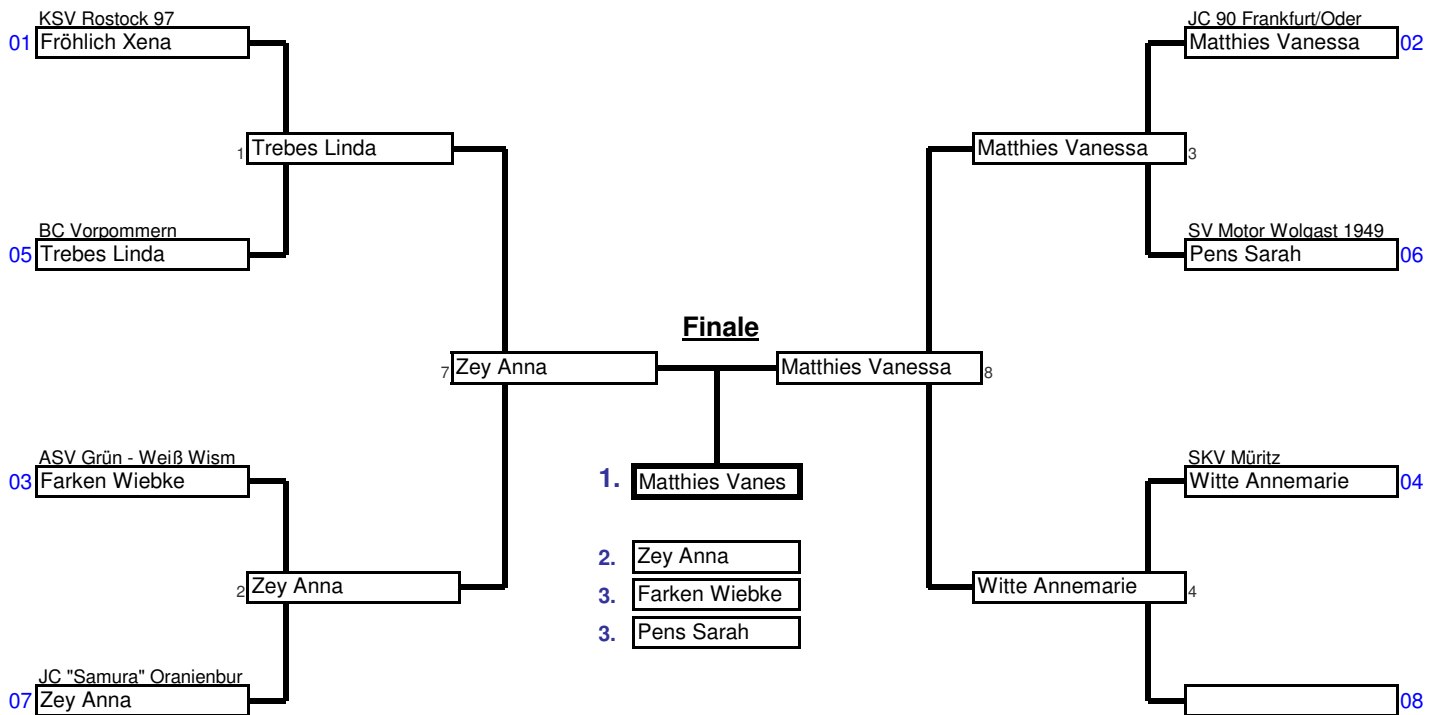 KSV Rostock 97
01 Fröhlich Xena
JC 90 Frankfurt/Oder
Matthies Vanessa 02
1 Trebes Linda
Matthies Vanessa 3
BC Vorpommern
05 Trebes Linda
SV Motor Wolgast 1949
Pens Sarah 06
Finale
7 Zey Anna
Matthies Vanessa 8
ASV Grün - Weiß Wism
03 Farken Wiebke
1. Matthies Vanes
SKV Müritz
Witte Annemarie 04
2. Zey Anna
3. Farken Wiebke
3. Pens Sarah
2 Zey Anna
Witte Annemarie 4
JC "Samura" Oranienbur
07 Zey Anna
08